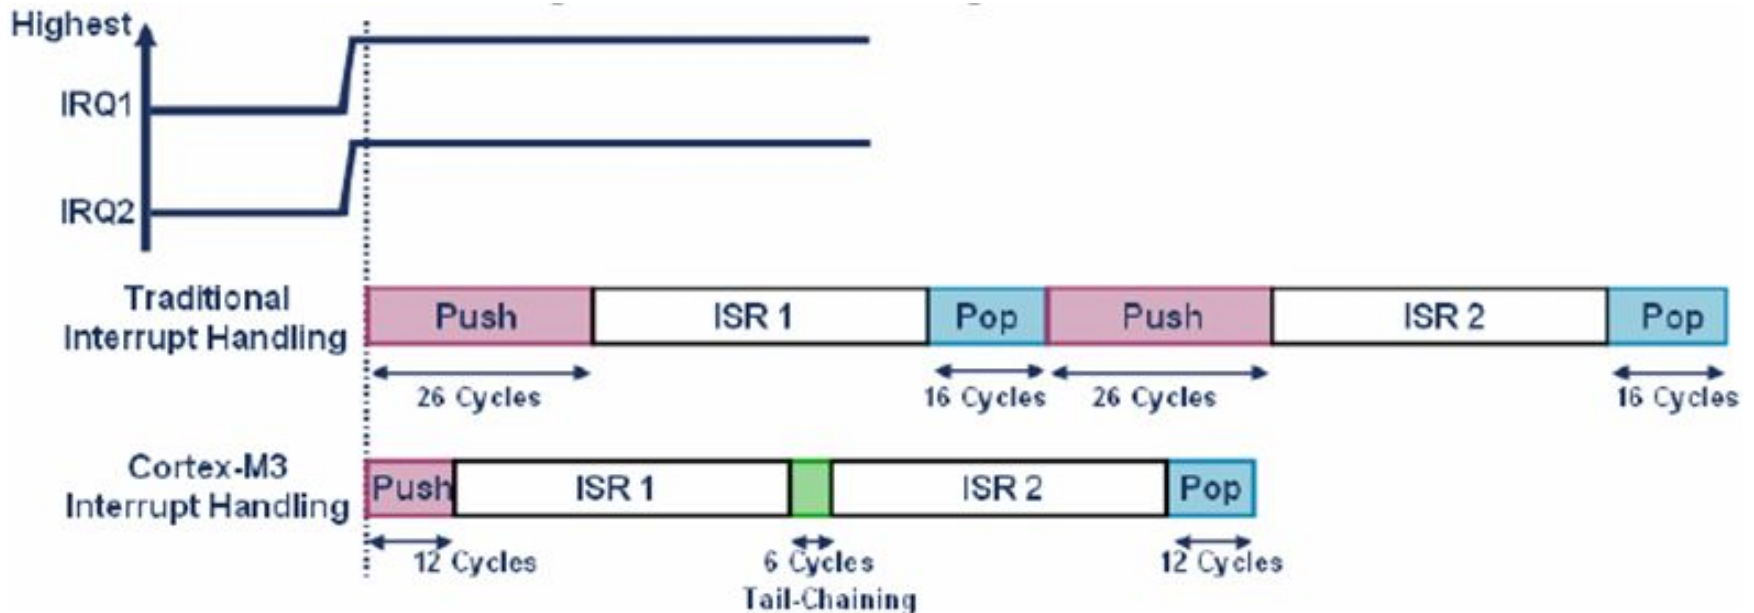 Highest
IRQ1
IRQ2
Traditional
Interrupt Handling
Push
ISR 1
Pop
Push
ISR 2
Pop
26 Cycles
16 Cycles
26 Cycles
16 Cycles
Cortex-M3
Interrupt Handling
Push
ISR 1
ISR 2
Pop
12 Cycles
6 Cycles
12 Cycles
Tail-Chaining